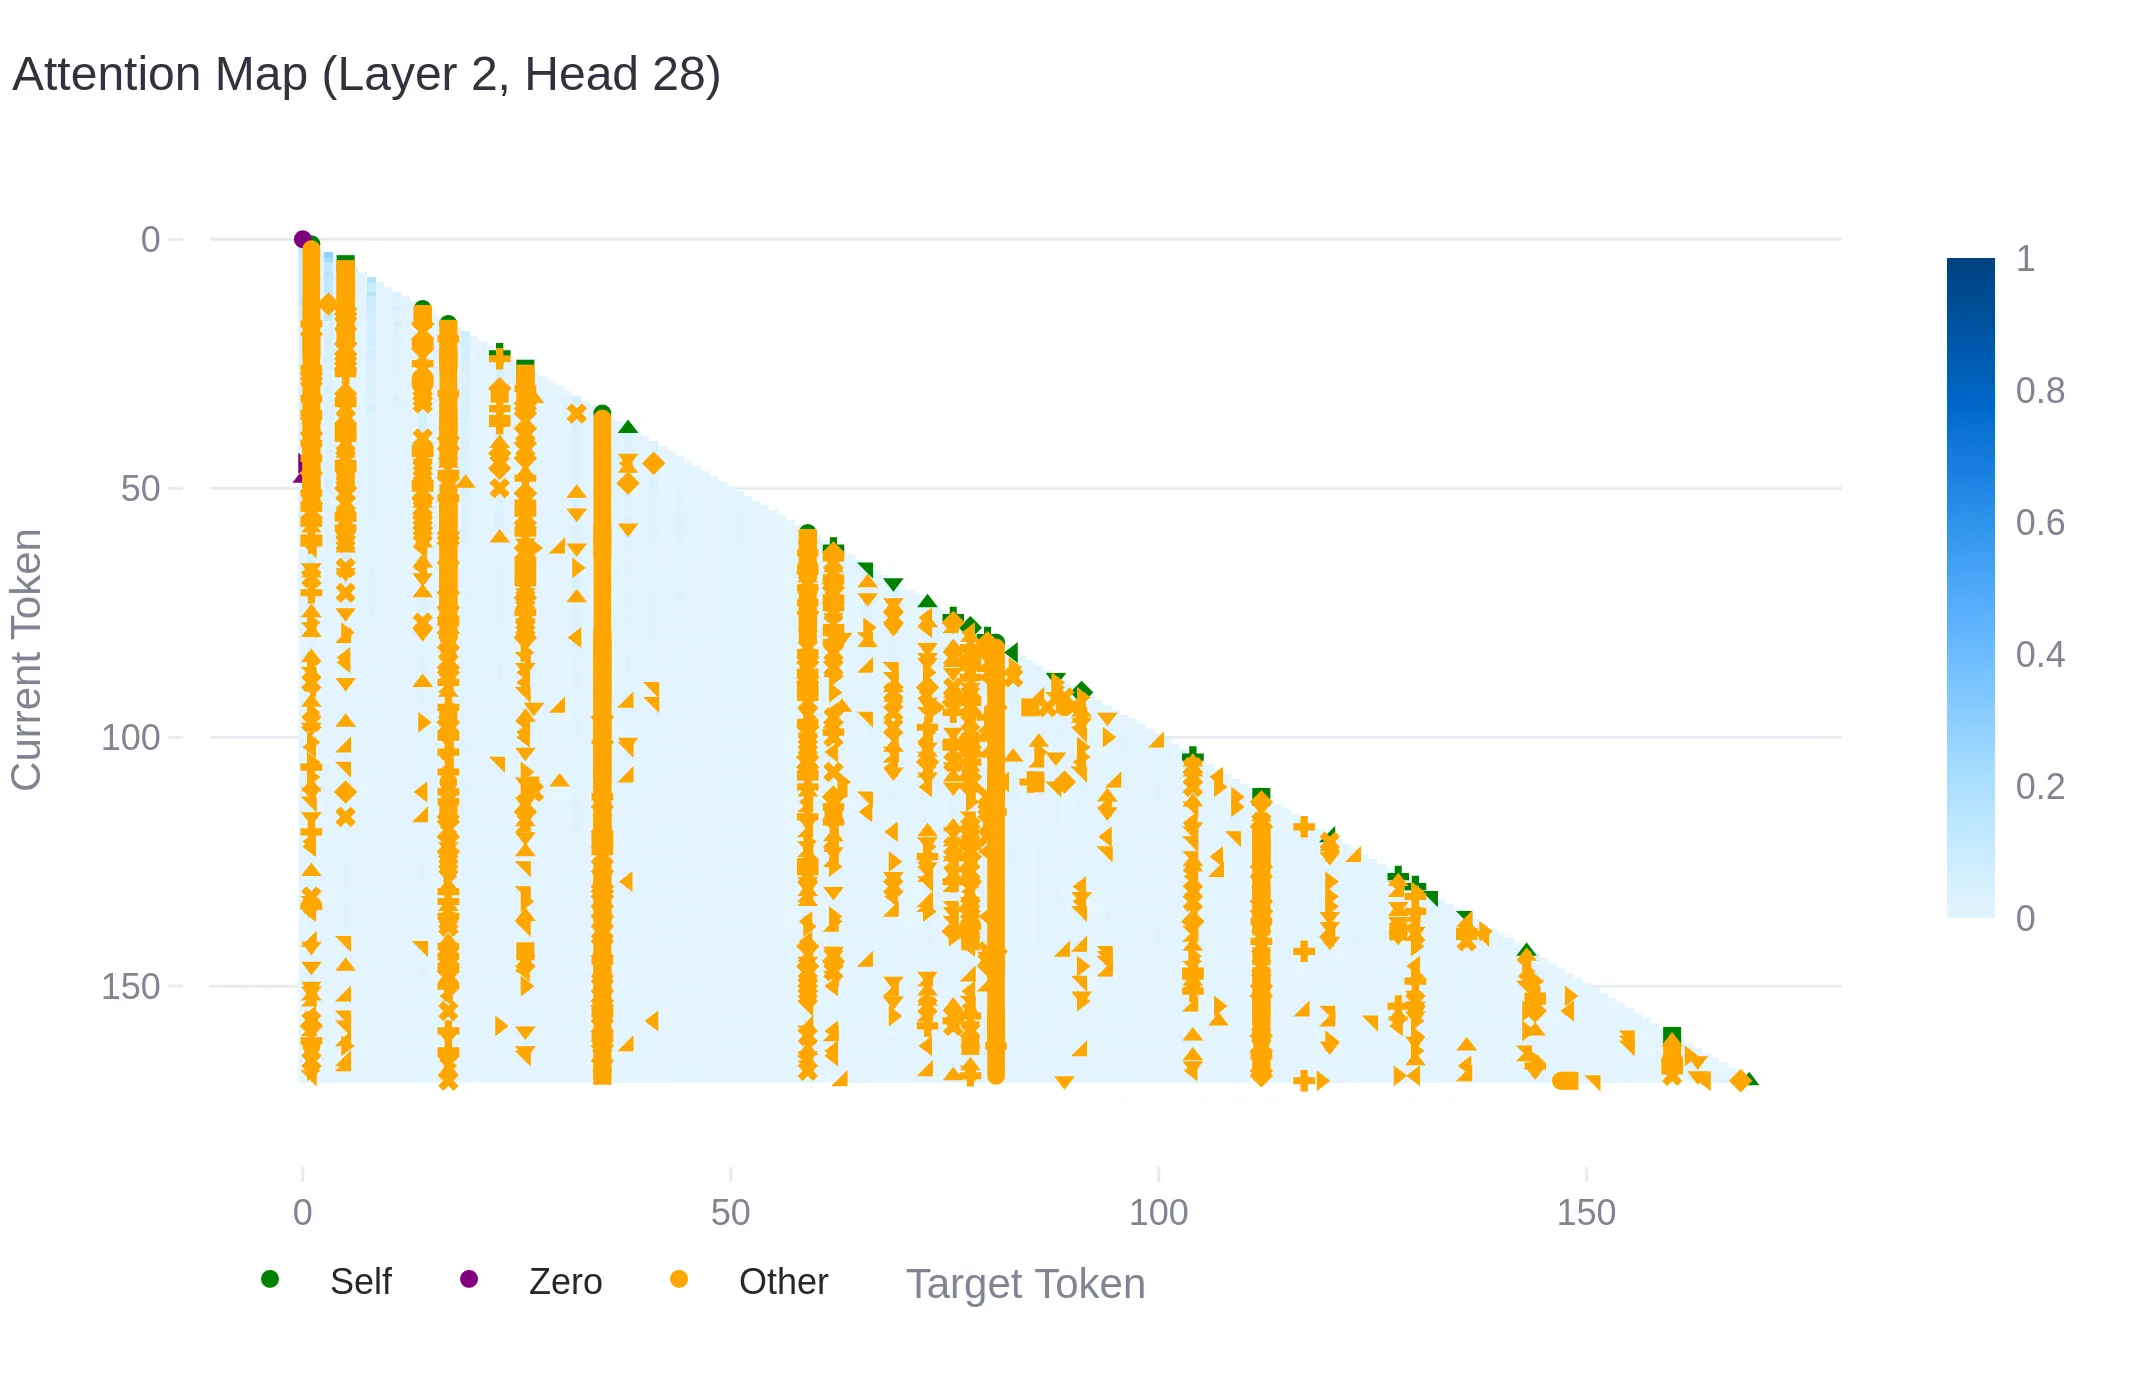 Attention Map (Layer 2, Head 28)
0
50
100
150
Current Token
0
50
100
150
Target Token
Self
Zero
Other
1
0.8
0.6
0.4
0.2
0